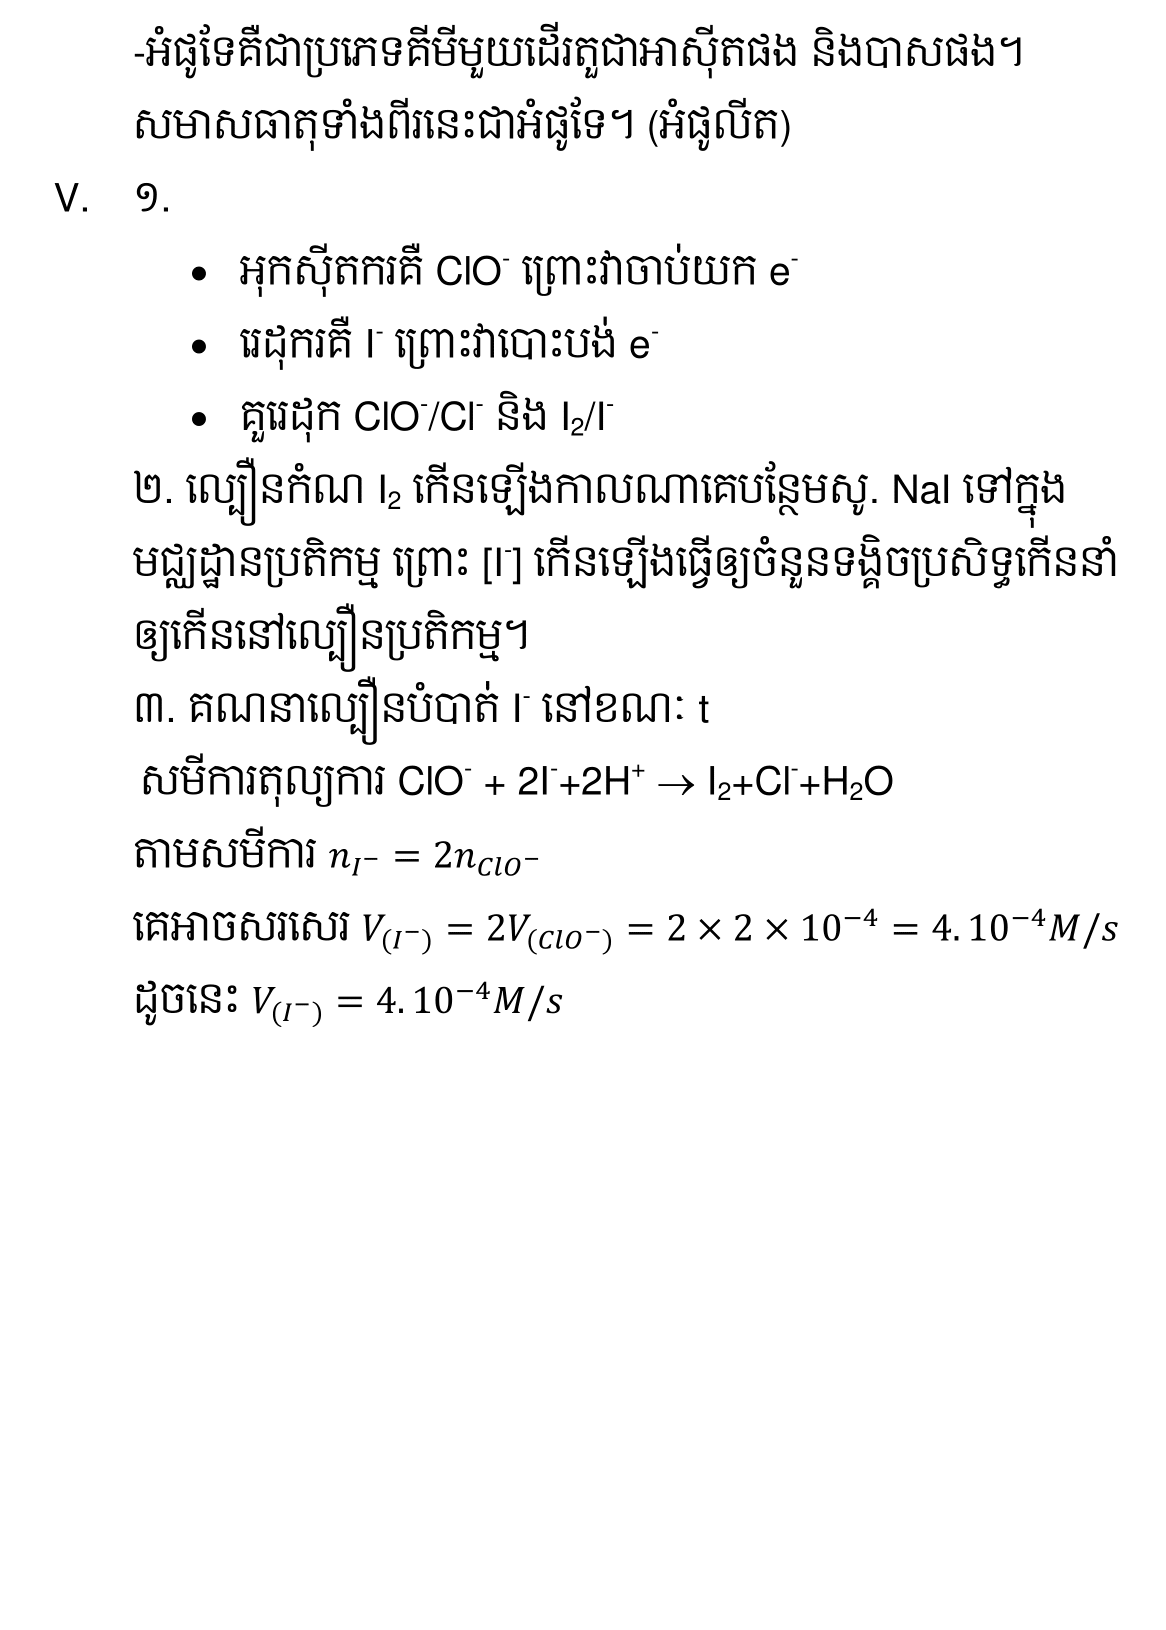 -អំផូទែគឺជាប្រភេទគីមីមួយដើរតួជាអាស៊ីតផង និងបាសផង។
សមាសធាតុទាំងពីរនេះជាអំផូទែ។ (អំផូលីត)
V. ១.
• អុកស៊ីតករគឺ ClO⁻ ព្រោះវាចាប់យក e⁻
• រេដុករគឺ I⁻ ព្រោះវាបោះបង់ e⁻
• គួរេដុក ClO⁻/Cl⁻ និង I₂/I⁻
២. ល្បឿនកំណ I₂ កើនឡើងកាលណាគេបន្ថែមសូ. NaI ទៅក្នុង
មជ្ឈដ្ឋានប្រតិកម្ម ព្រោះ [I⁻] កើនឡើងធ្វើឲ្យចំនួនទង្គិចប្រសិទ្ធកើននាំ
ឲ្យកើននៅល្បឿនប្រតិកម្ម។
៣. គណនាល្បឿនបំបាត់ I⁻ នៅខណៈ t
សមីការតុល្យការ ClO⁻ + 2I⁻+2H⁺ → I₂+Cl⁻+H₂O
តាមសមីការ n_{I⁻} = 2n_{ClO⁻}
គេអាចសរសេរ V_{(I⁻)} = 2V_{(ClO⁻)} = 2 × 2 × 10⁻⁴ = 4.10⁻⁴M/s
ដូចនេះ V_{(I⁻)} = 4.10⁻⁴M/s